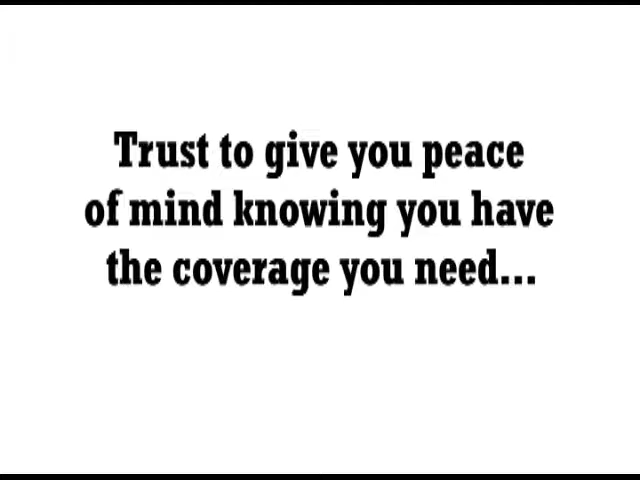 Trust to give you peace
of mind knowing you have
the coverage you need...